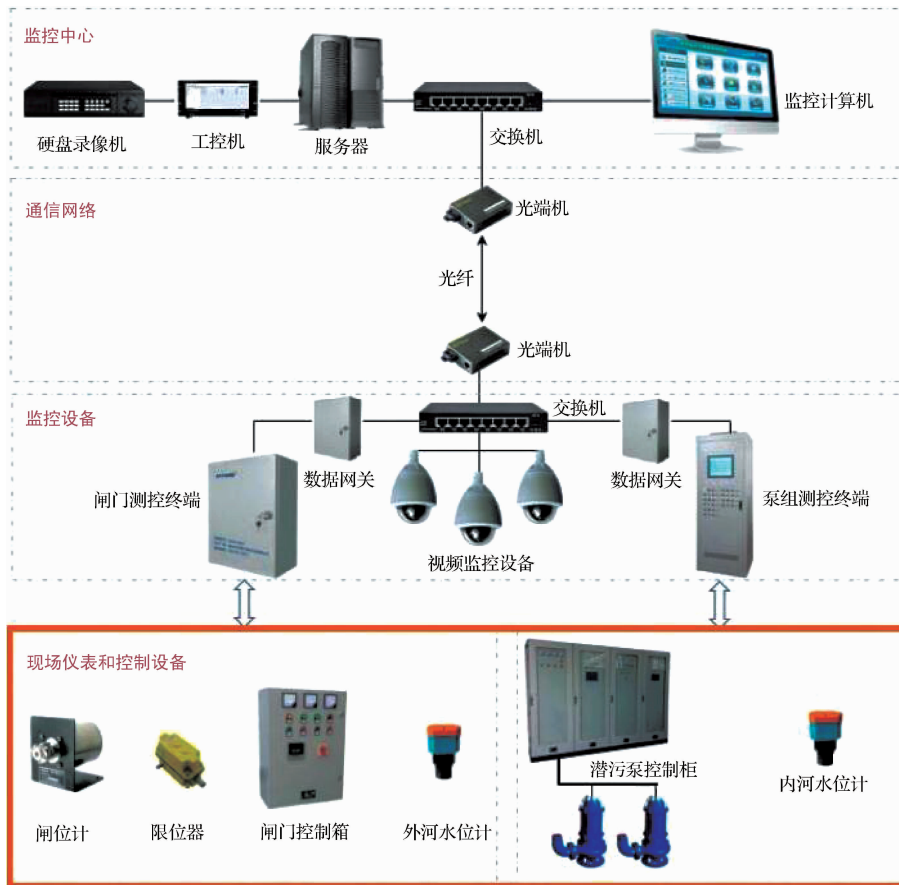 监控中心
硬盘录像机
工控机
服务器
交换机
监控计算机
通信网络
光端机
光纤
光端机
监控设备
交换机
数据网关
数据网关
闸门测控终端
泵组测控终端
视频监控设备
现场仪表和控制设备
潜污泵控制柜
内河水位计
闸位计
限位器
闸门控制箱
外河水位计